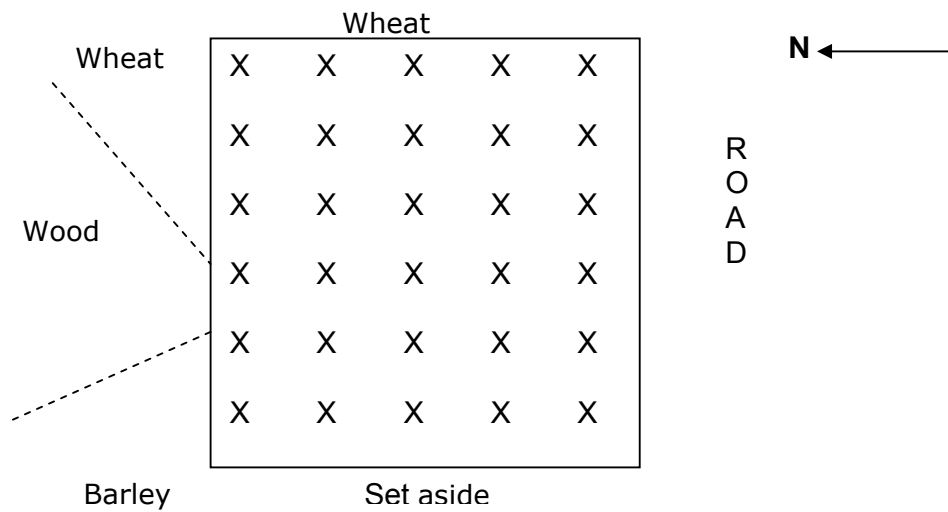 Wheat
Wheat
N
X X X X X
X X X X X
X X X X X
X X X X X
X X X X X
X X X X X
Wood
R
O
A
D
Barley
Set aside